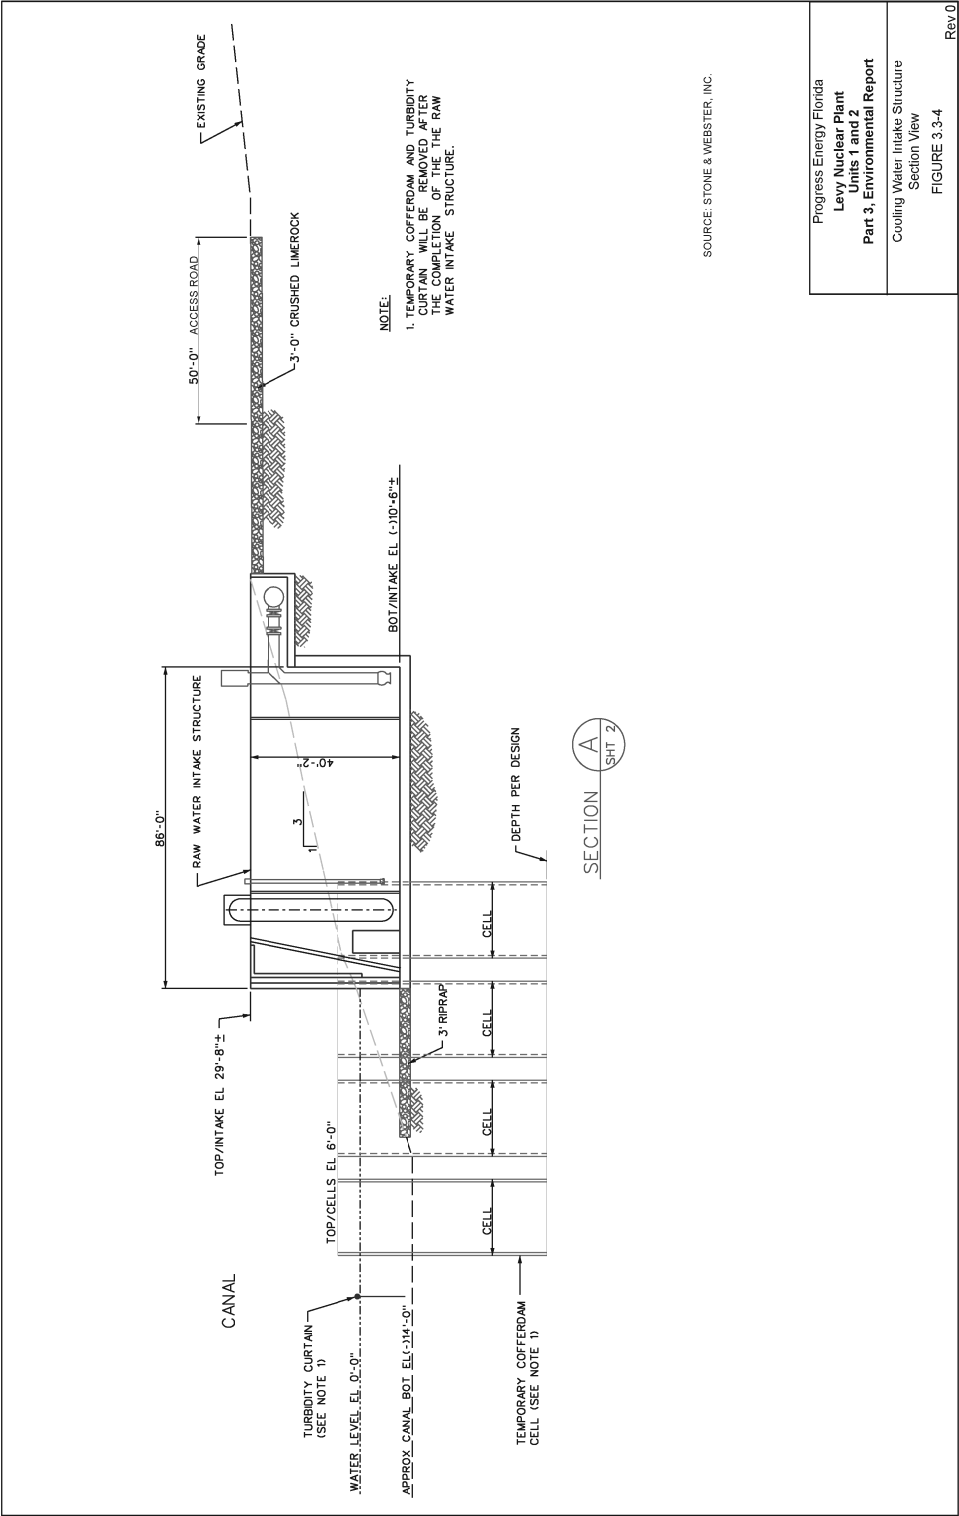 CANAL
TURBIDITY CURTAIN
(SEE NOTE 1)
WATER LEVEL EL 0'-0"
APPROX CANAL BOT EL(-)14'-0"
TEMPORARY COFFERDAM
CELL (SEE NOTE 1)
TOP/INTAKE EL 29'-8"±
TOP/CELLS EL 6'-0"
CELL
CELL
CELL
CELL
3' RIPRAP
86'-0"
RAW WATER INTAKE STRUCTURE
40'-2"
3
1
DEPTH PER DESIGN
SECTION
A
SHT 2
BOT/INTAKE EL (-)10'-6"±
50'-0" ACCESS ROAD
3'-0" CRUSHED LIMEROCK
EXISTING GRADE
NOTE:
1. TEMPORARY COFFERDAM AND TURBIDITY
CURTAIN WILL BE REMOVED AFTER
THE COMPLETION OF THE THE RAW
WATER INTAKE STRUCTURE.
SOURCE: STONE & WEBSTER, INC.
Progress Energy Florida
Levy Nuclear Plant
Units 1 and 2
Part 3, Environmental Report
Cooling Water Intake Structure
Section View
FIGURE 3.3-4
Rev 0